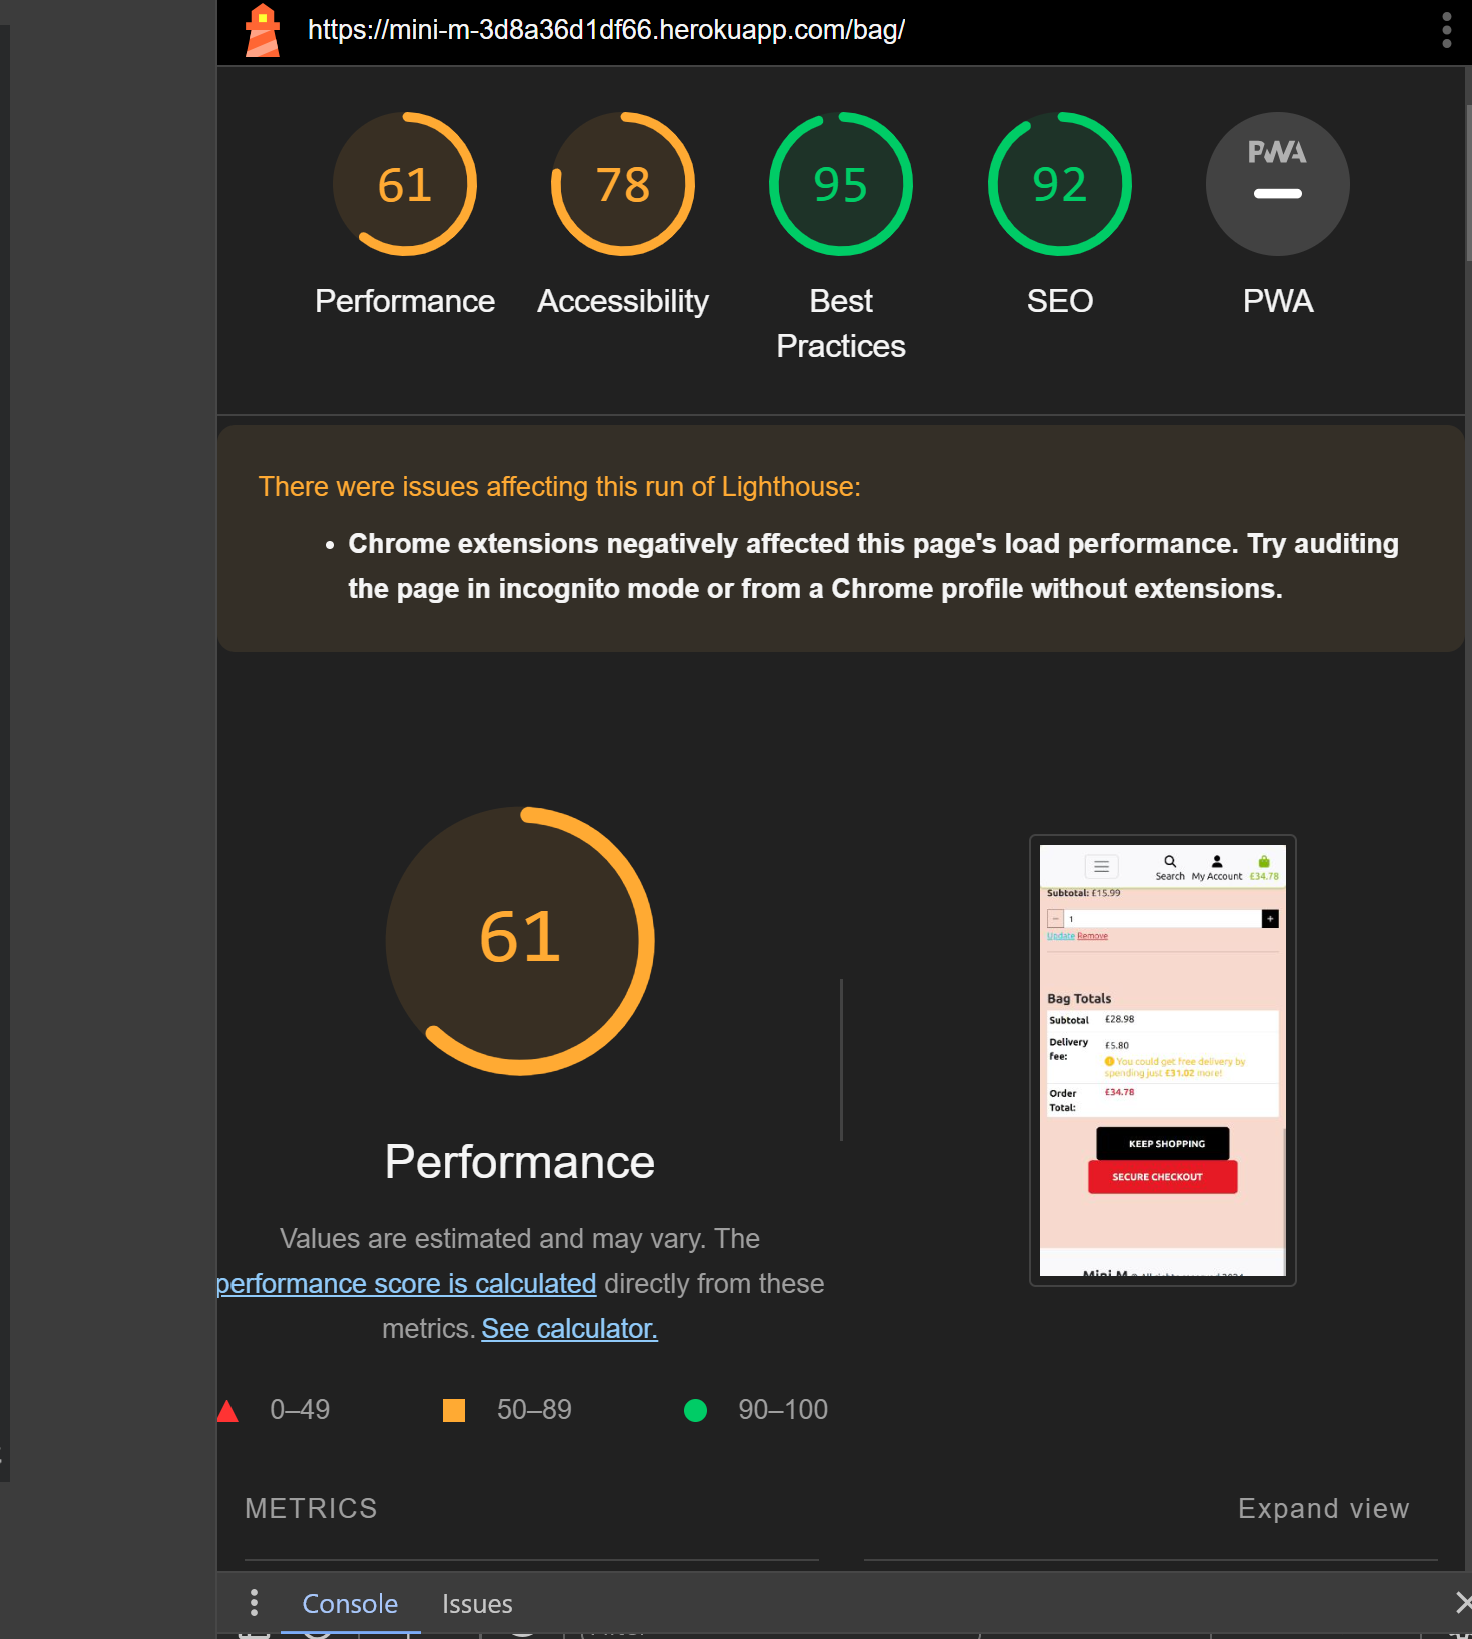 https://mini-m-3d8a36d1df66.herokuapp.com/bag/
61
78
95
92
PWA
Performance
Accessibility
Best
Practices
SEO
PWA
There were issues affecting this run of Lighthouse:
• Chrome extensions negatively affected this page's load performance. Try auditing
the page in incognito mode or from a Chrome profile without extensions.
61
Performance
Values are estimated and may vary. The
performance score is calculated directly from these
metrics. See calculator.
0–49
50–89
90–100
Search
My Account
£34.78
Subtotal: £15.99
− 1 +
Update Remove
Bag Totals
Subtotal £28.98
Delivery
fee:
£5.80
You could get free delivery by
spending just £31.02 more!
Order
Total:
£34.78
KEEP SHOPPING
SECURE CHECKOUT
Mini M
METRICS
Expand view
Console
Issues